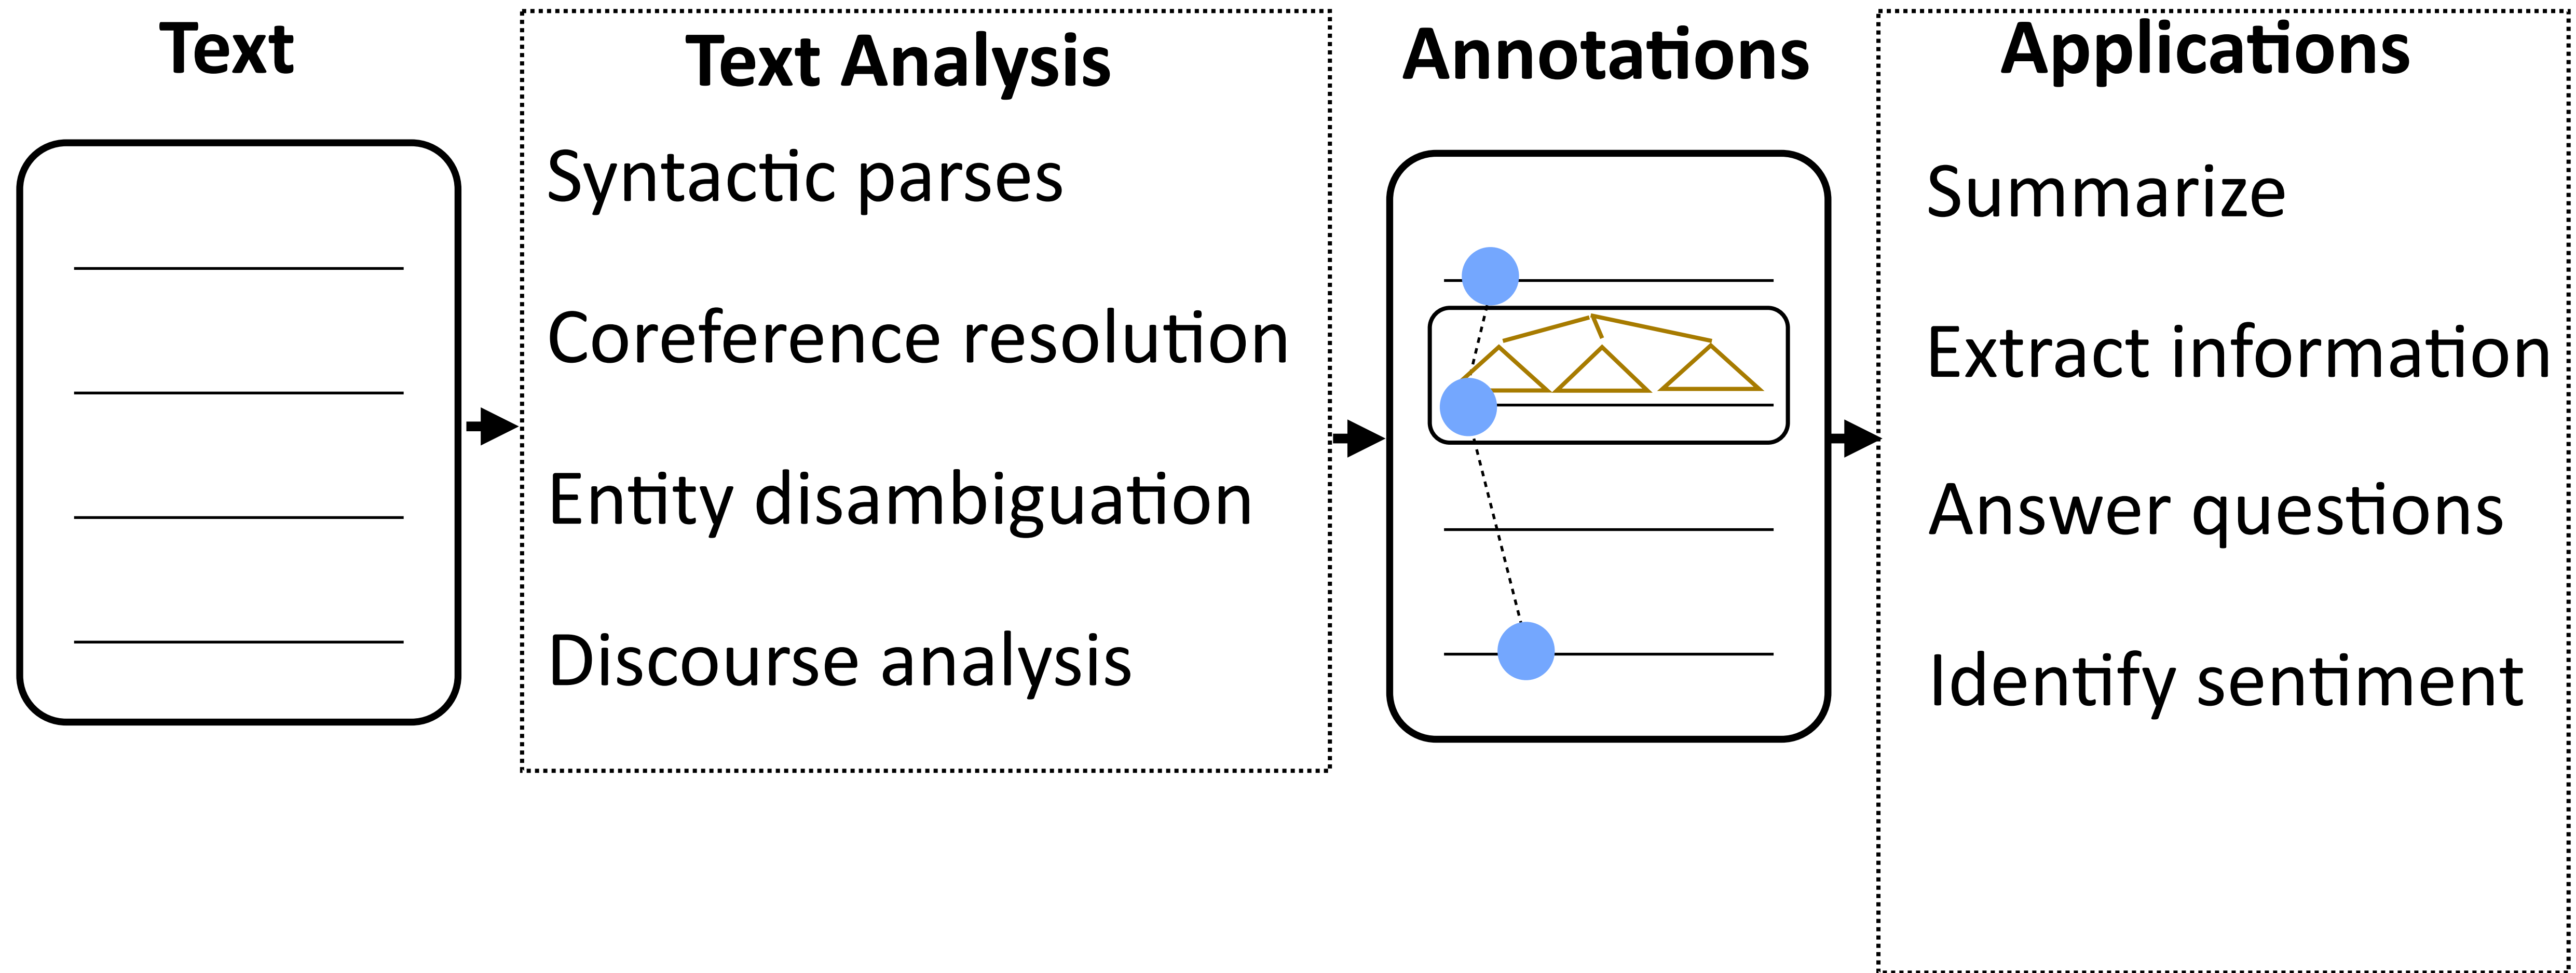 Text
Text Analysis
Syntactic parses
Coreference resolution
Entity disambiguation
Discourse analysis
Annotations
Applications
Summarize
Extract information
Answer questions
Identify sentiment